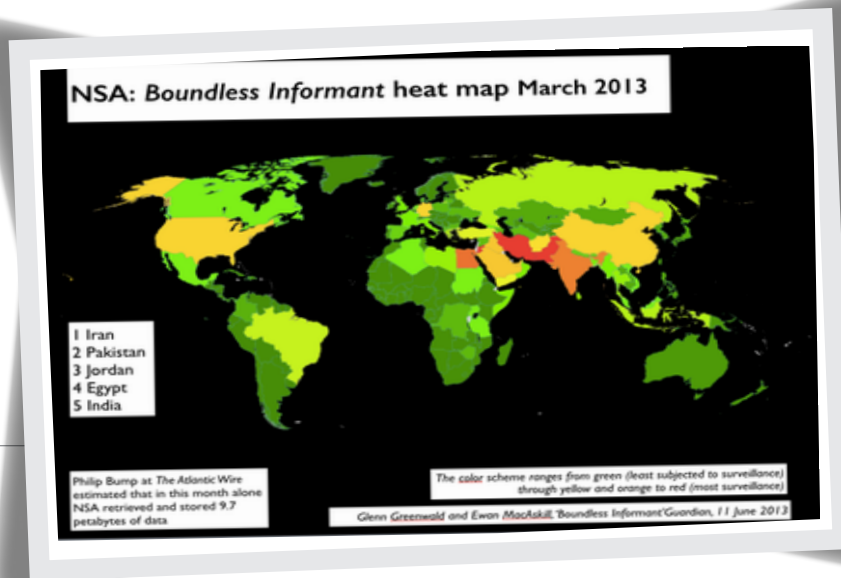 NSA: Boundless Informant heat map March 2013
1 Iran
2 Pakistan
3 Jordan
4 Egypt
5 India
Philip Bump at The Atlantic Wire
estimated that in this month alone
NSA retrieved and stored 9.7
petabytes of data
The color scheme ranges from green (least subjected to surveillance)
through yellow and orange to red (most surveillance)
Glenn Greenwald and Ewan MacAskill, 'Boundless Informant' Guardian, 11 June 2013